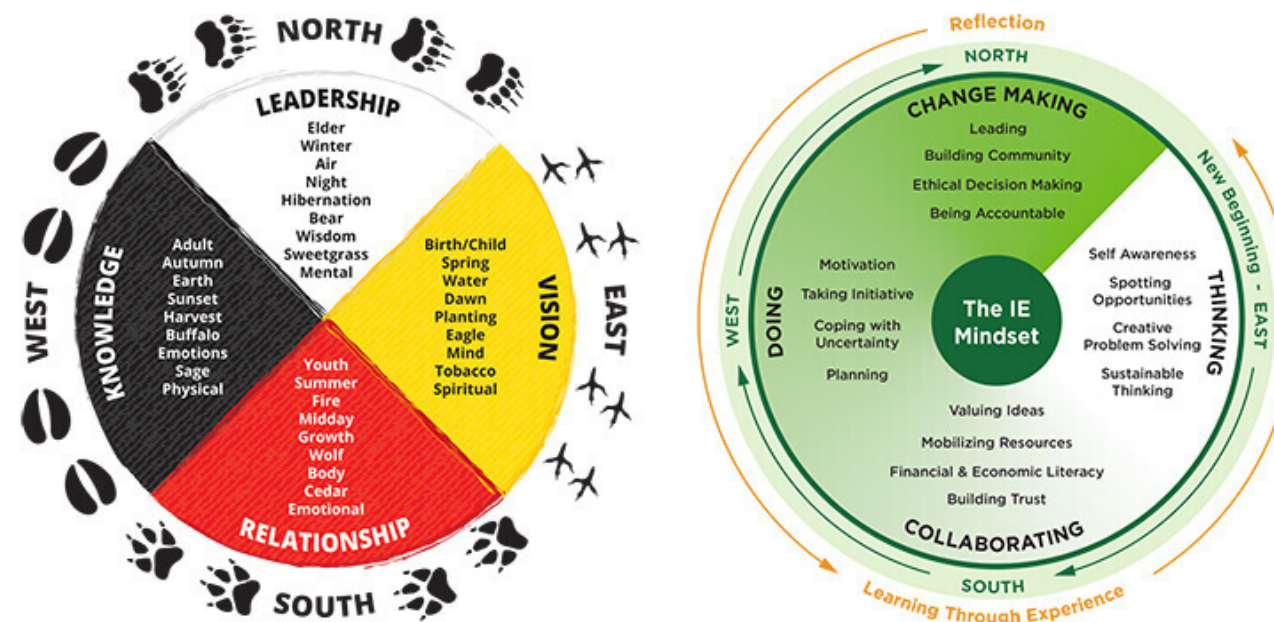 NORTH
LEADERSHIP
Elder
Winter
Air
Night
Hibernation
Bear
Wisdom
Sweetgrass
Mental
WEST
KNOWLEDGE
Adult
Autumn
Earth
Sunset
Harvest
Buffalo
Emotions
Sage
Physical
Birth/Child
Spring
Water
Dawn
Planting
Eagle
Mind
Tobacco
Spiritual
VISION
EAST
Youth
Summer
Fire
Midday
Growth
Wolf
Body
Cedar
Emotional
RELATIONSHIP
SOUTH
Reflection
NORTH
CHANGE MAKING
Leading
Building Community
Ethical Decision Making
Being Accountable
WEST
DOING
Motivation
Taking Initiative
Coping with
Uncertainty
Planning
The IE
Mindset
Self Awareness
Spotting
Opportunities
Creative
Problem Solving
Sustainable
Thinking
THINKING
New Beginning - EAST
Valuing Ideas
Mobilizing Resources
Financial & Economic Literacy
Building Trust
COLLABORATING
SOUTH
Learning Through Experience